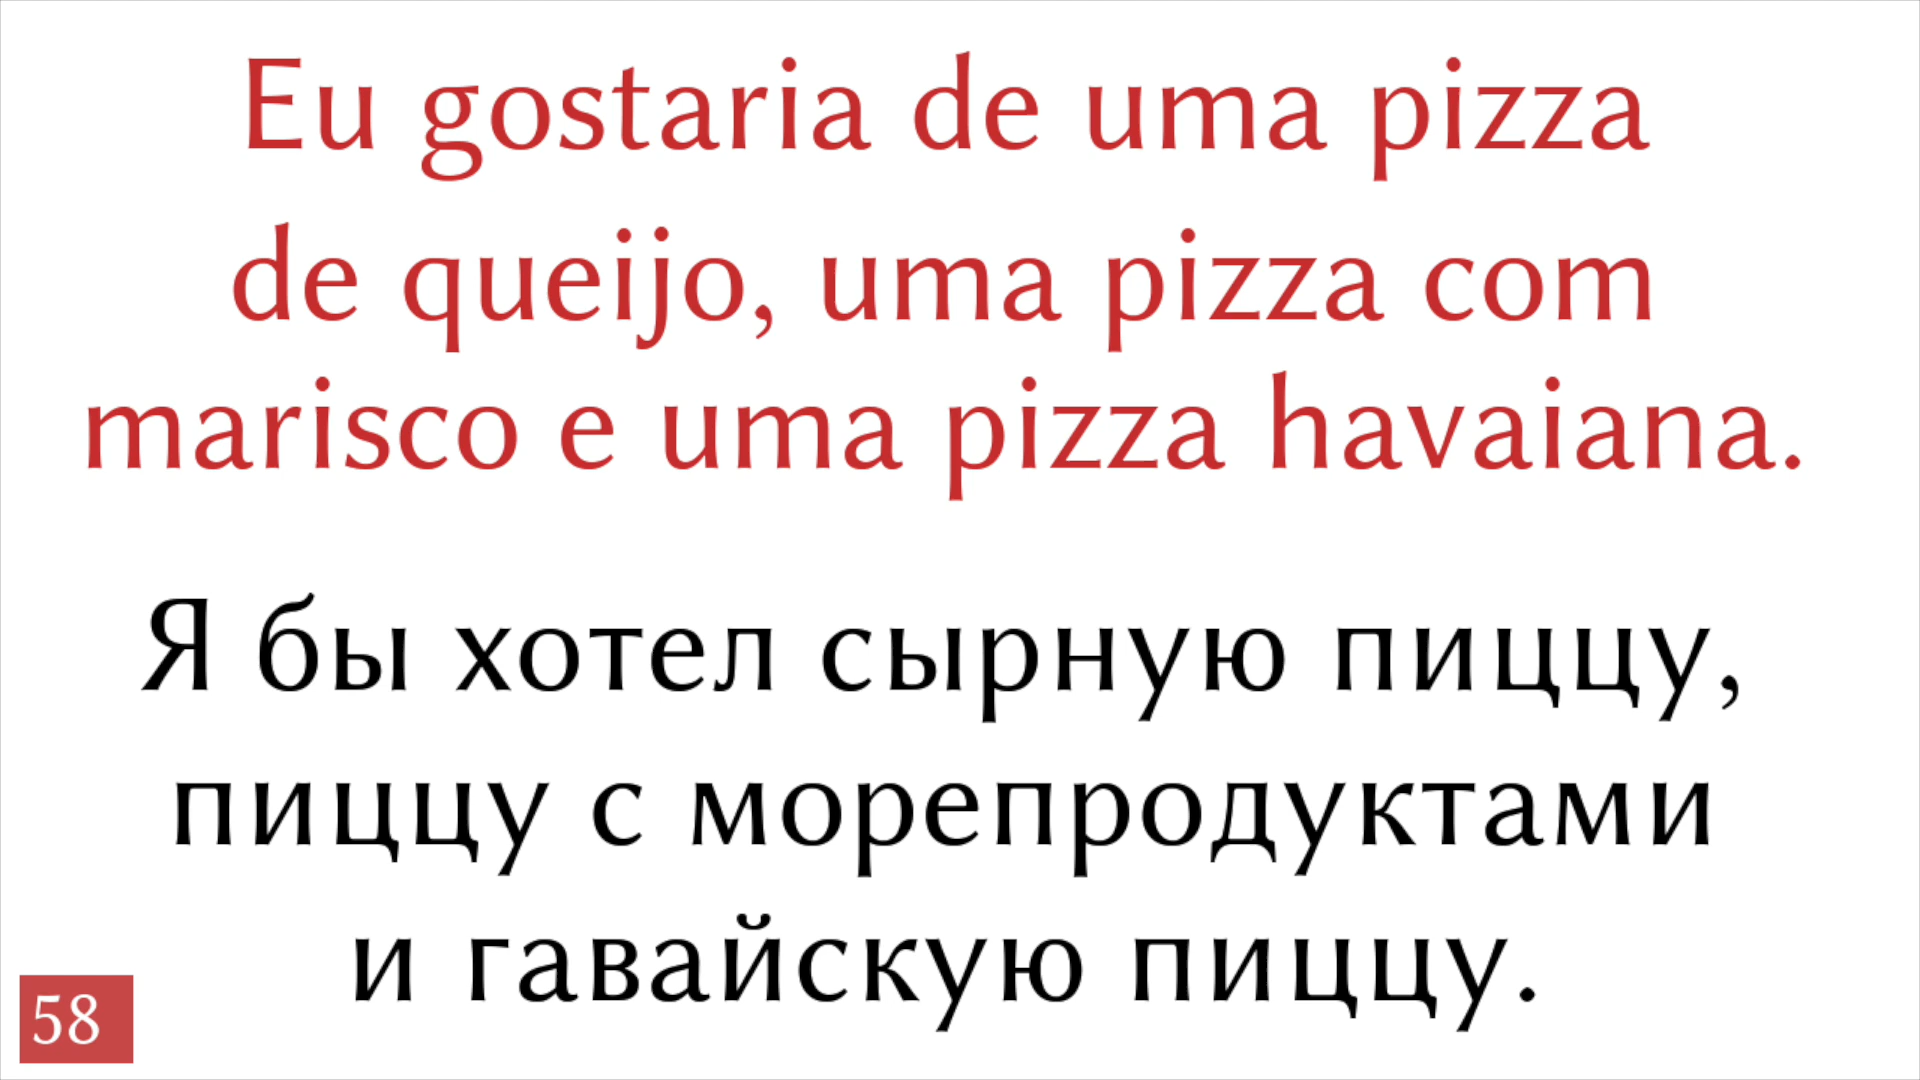 Eu gostaria de uma pizza
de queijo, uma pizza com
marisco e uma pizza havaiana.
Я бы хотел сырную пиццу,
пиццу с морепродуктами
и гавайскую пиццу.
58